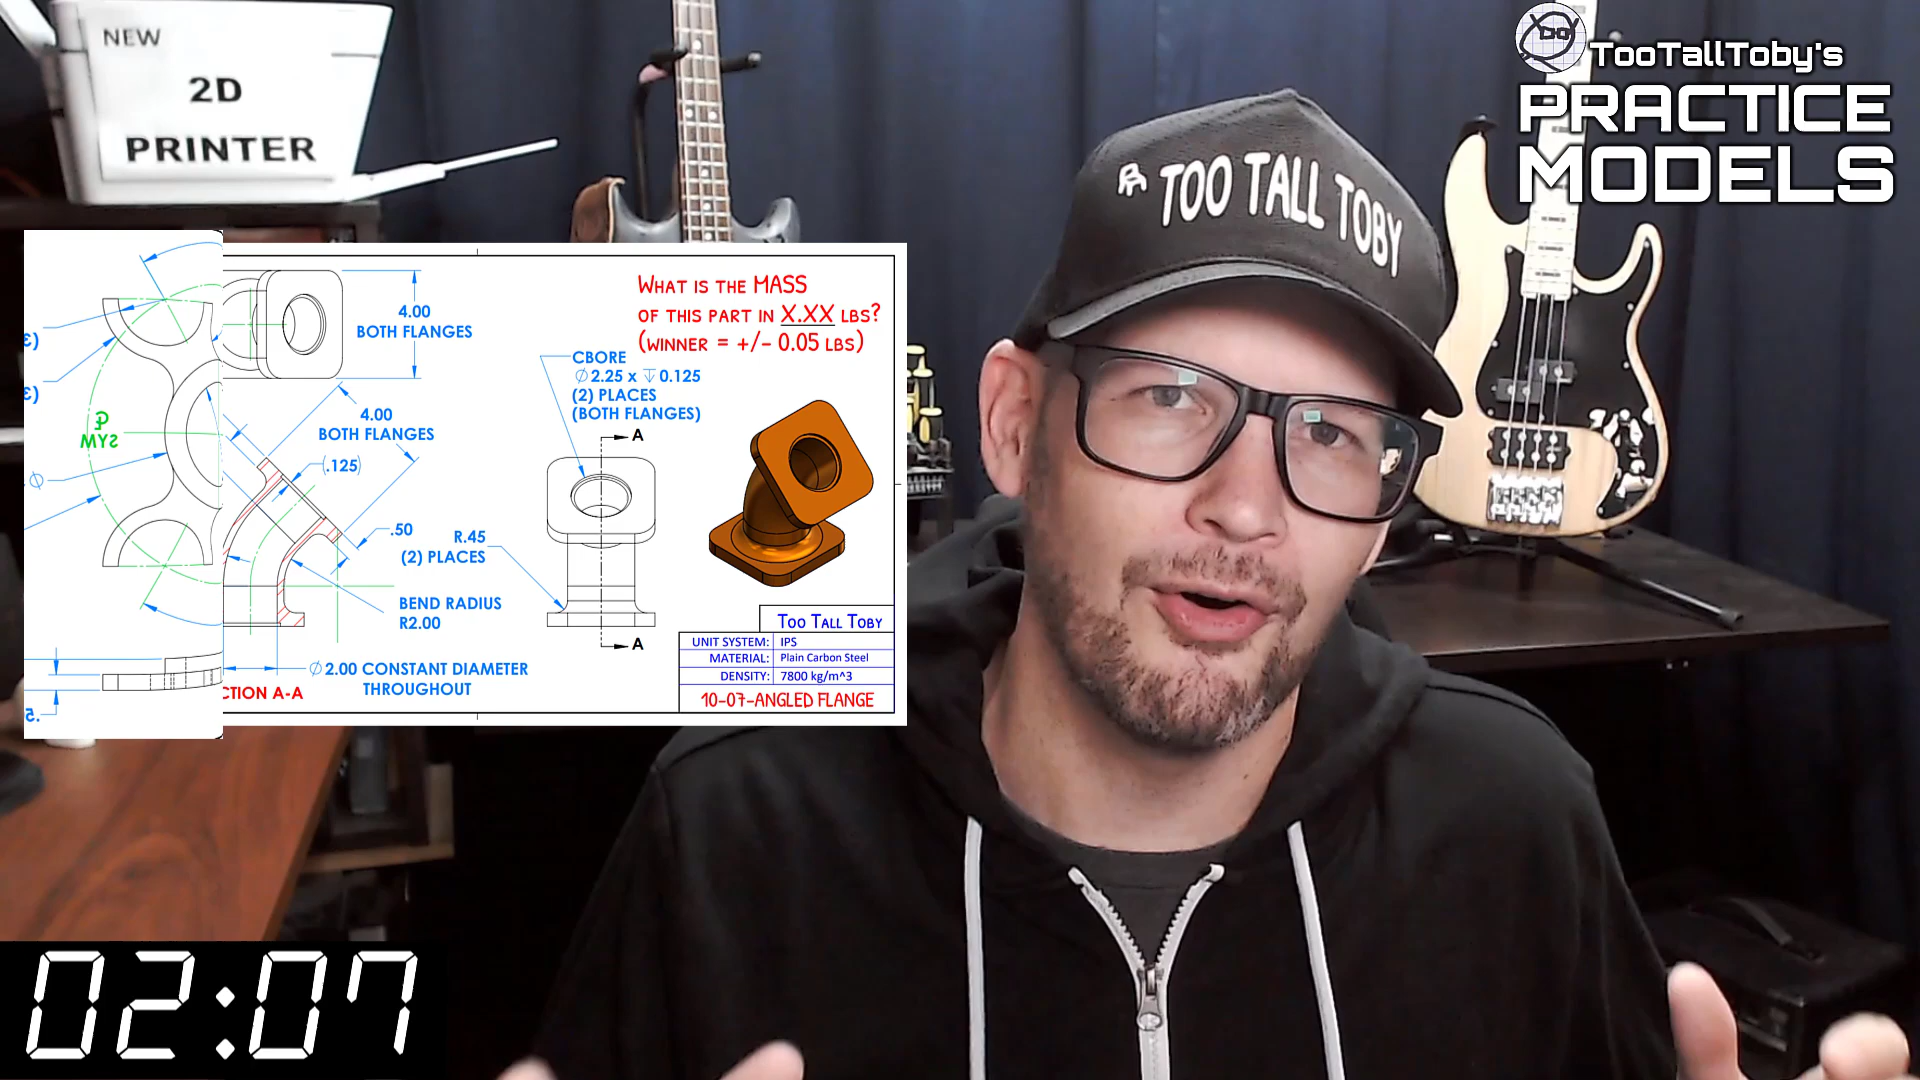 NEW
2D
PRINTER
TooTallToby's
PRACTICE
MODELS
TOO TALL TOBY
4.00
BOTH FLANGES
WHAT IS THE MASS
OF THIS PART IN X.XX LBS?
(WINNER = +/- 0.05 LBS)
CBORE
∅2.25 x ↧0.125
(2) PLACES
(BOTH FLANGES)
A
4.00
BOTH FLANGES
(.125)
.50
R.45
(2) PLACES
BEND RADIUS
R2.00
A
∅2.00 CONSTANT DIAMETER
THROUGHOUT
CTION A-A
SYM
TOO TALL TOBY
UNIT SYSTEM: IPS
MATERIAL: Plain Carbon Steel
DENSITY: 7800 kg/m^3
10-07-ANGLED FLANGE
02:07